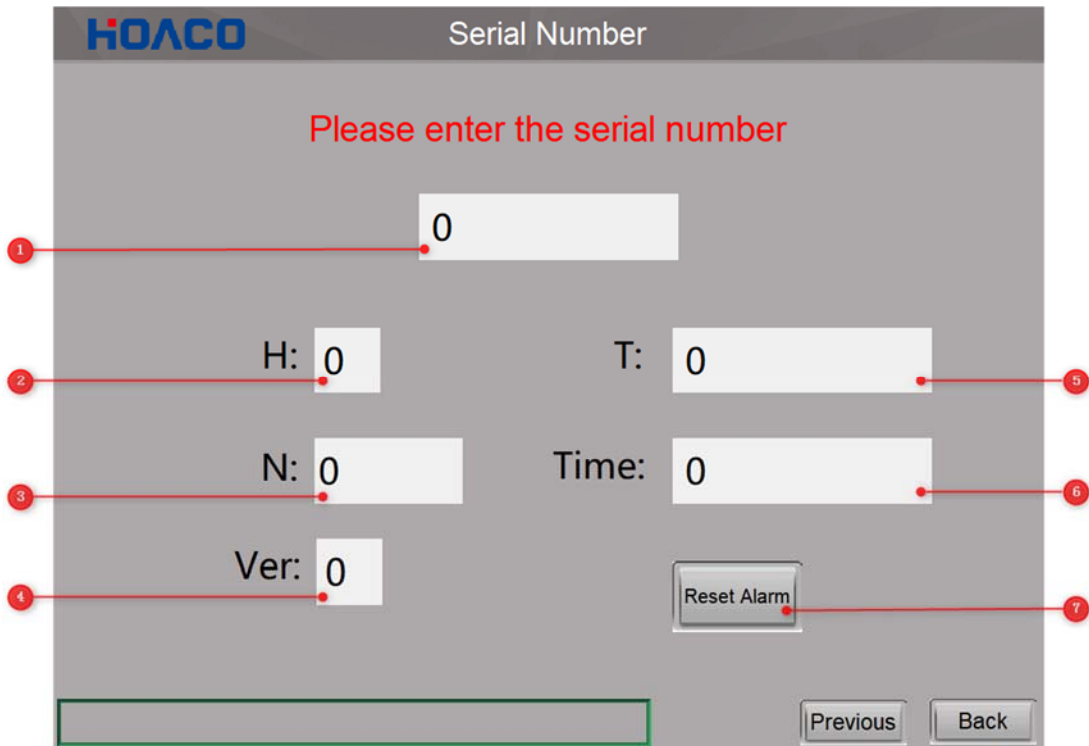 HOACO Serial Number
Please enter the serial number
0
1
H: 0 T: 0
2 5
N: 0 Time: 0
3 6
Ver: 0
4 Reset Alarm 7
Previous Back